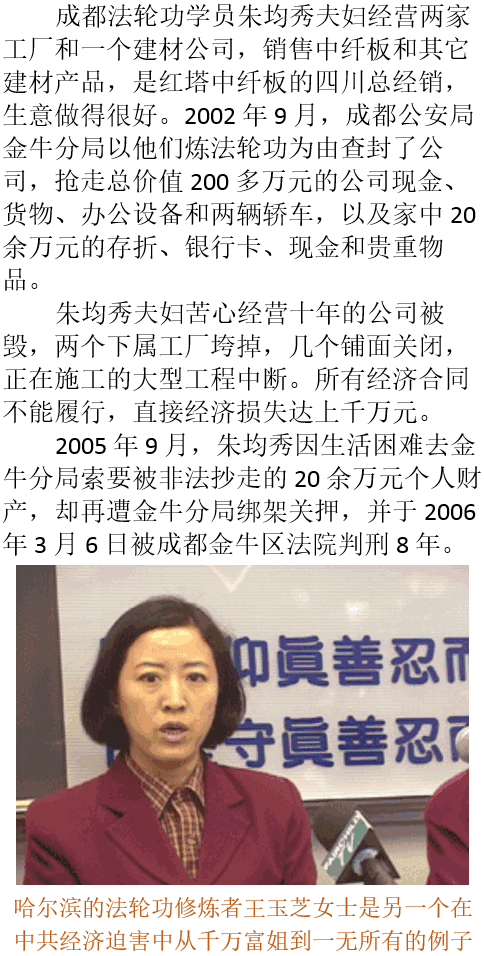 成都法轮功学员朱均秀夫妇经营两家
工厂和一个建材公司，销售中纤板和其它
建材产品，是红塔中纤板的四川总经销，
生意做得很好。2002 年 9 月，成都公安局
金牛分局以他们炼法轮功为由查封了公
司，抢走总价值 200 多万元的公司现金、
货物、办公设备和两辆轿车，以及家中 20
余万元的存折、银行卡、现金和贵重物
品。
朱均秀夫妇苦心经营十年的公司被
毁，两个下属工厂垮掉，几个铺面关闭，
正在施工的大型工程中断。所有经济合同
不能履行，直接经济损失达上千万元。
2005 年 9 月，朱均秀因生活困难去金
牛分局索要被非法抄走的 20 余万元个人财
产，却再遭金牛分局绑架关押，并于 2006
年 3 月 6 日被成都金牛区法院判刑 8 年。
仰眞善忍而
守眞善忍而
TV
哈尔滨的法轮功修炼者王玉芝女士是另一个在
中共经济迫害中从千万富姐到一无所有的例子